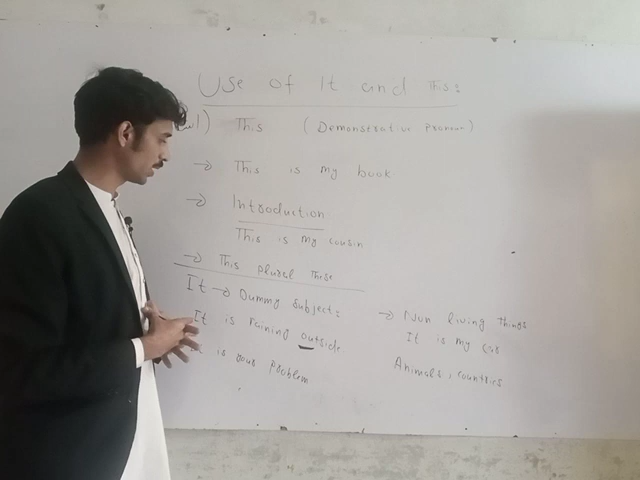 Use of It and This:
1) This (Demonstrative Pronoun)
→ This is my book
→ Introduction
This is my cousin
→ This plural These
It → Dummy Subject:
It is raining outside
is your problem
→ Non living Things
It is my car
Animals, countries